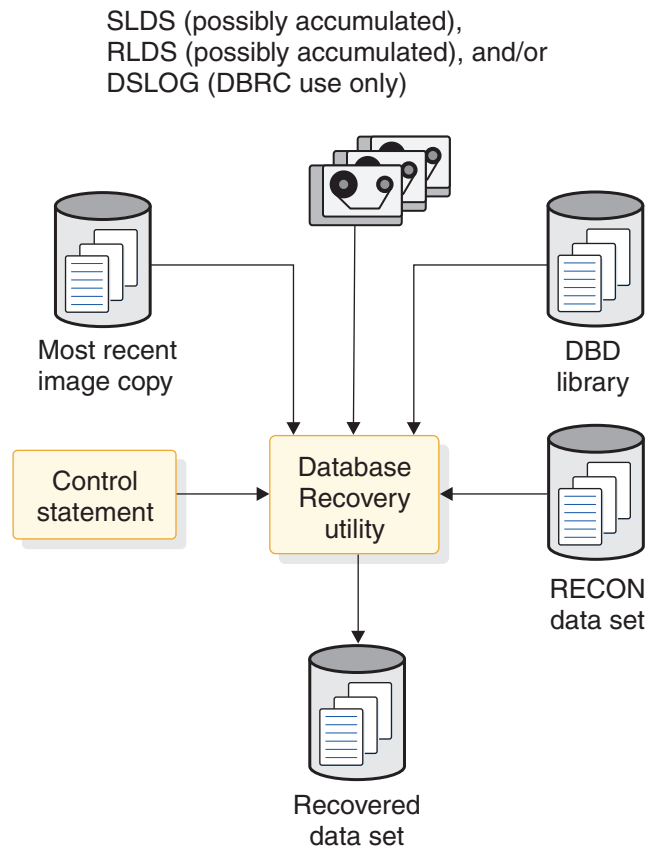 SLDS (possibly accumulated),
RLDS (possibly accumulated), and/or
DSLOG (DBRC use only)
Most recent
image copy
DBD
library
Control
statement
Database
Recovery
utility
RECON
data set
Recovered
data set